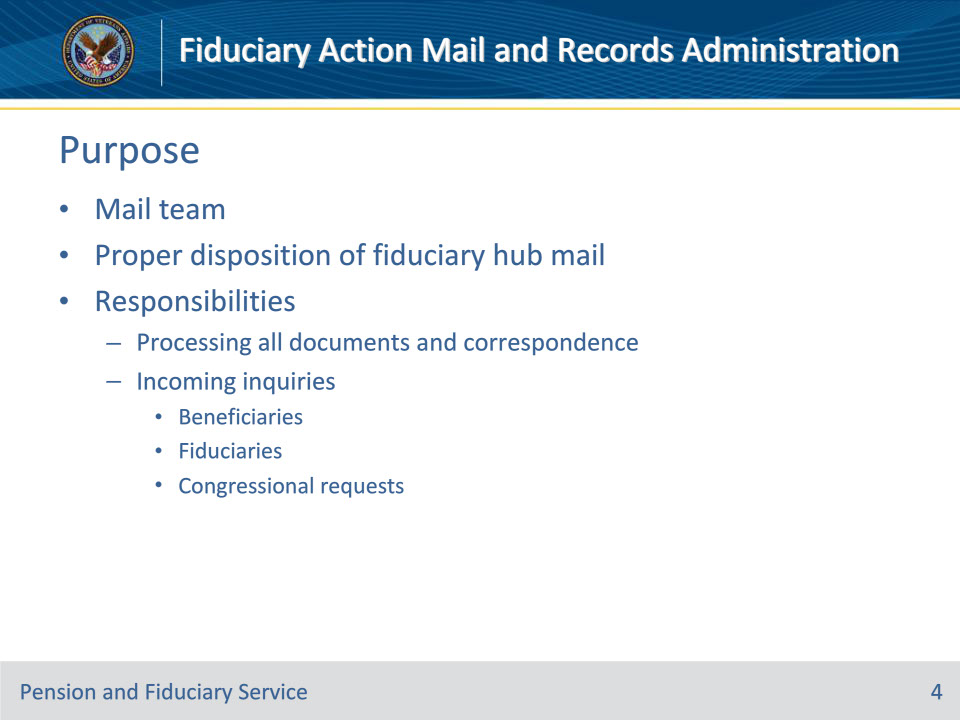 Fiduciary Action Mail and Records Administration
Purpose
• Mail team
• Proper disposition of fiduciary hub mail
• Responsibilities
– Processing all documents and correspondence
– Incoming inquiries
• Beneficiaries
• Fiduciaries
• Congressional requests
Pension and Fiduciary Service
4